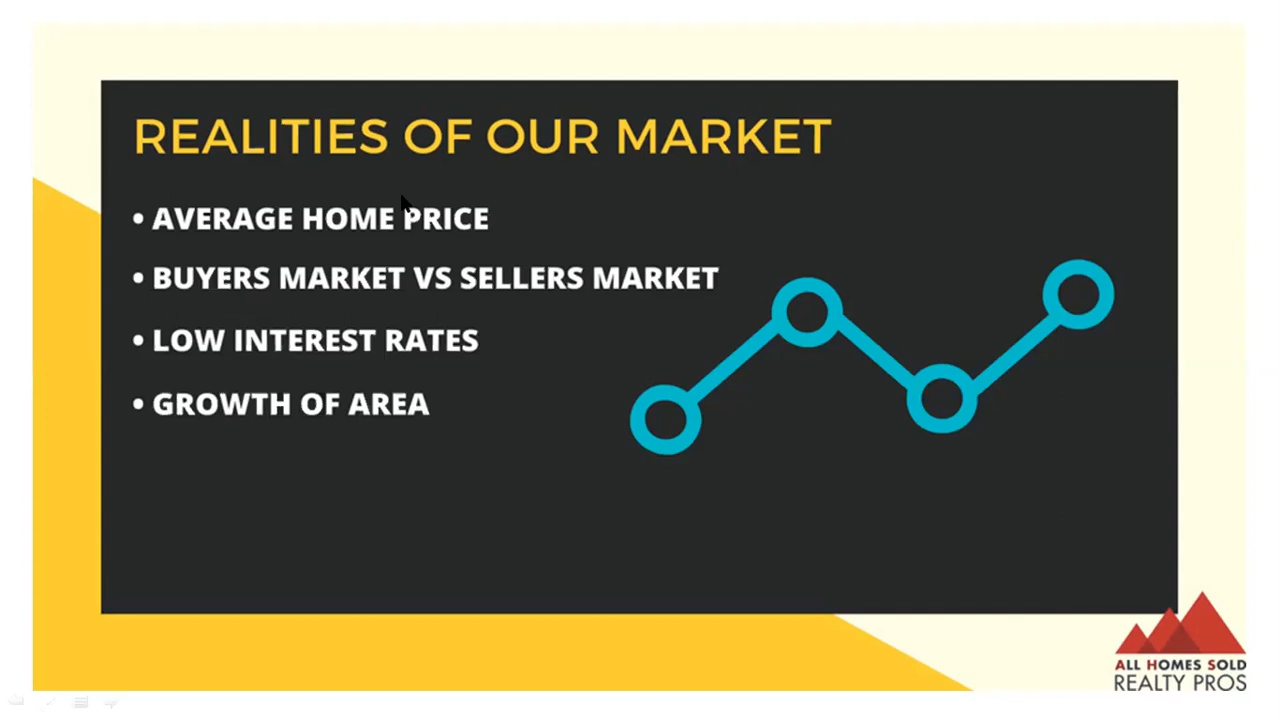 REALITIES OF OUR MARKET
• AVERAGE HOME PRICE
• BUYERS MARKET VS SELLERS MARKET
• LOW INTEREST RATES
• GROWTH OF AREA
ALL HOMES SOLD
REALTY PROS